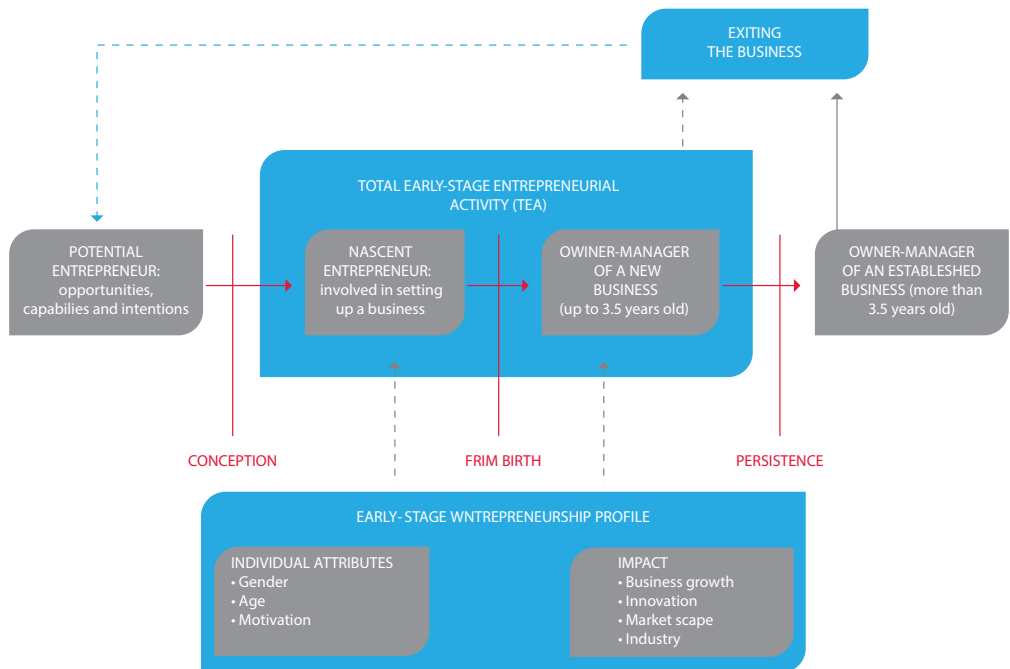 EXITING
THE BUSINESS
TOTAL EARLY-STAGE ENTREPRENEURIAL
ACTIVITY (TEA)
POTENTIAL
ENTREPRENEUR:
opportunities,
capabilies and intentions
NASCENT
ENTREPRENEUR:
involved in setting
up a business
OWINER-MANAGER
OF A NEW
BUSINESS
(up to 3.5 years old)
OWNER-MANAGER
OF AN ESTABLESHED
BUSINESS (more than
3.5 years old)
CONCEPTION
FRIM BIRTH
PERSISTENCE
EARLY- STAGE WNTREPRENEURSHIP PROFILE
INDIVIDUAL ATTRIBUTES
• Gender
• Age
• Motivation
IMPACT
• Business growth
• Innovation
• Market scape
• Industry